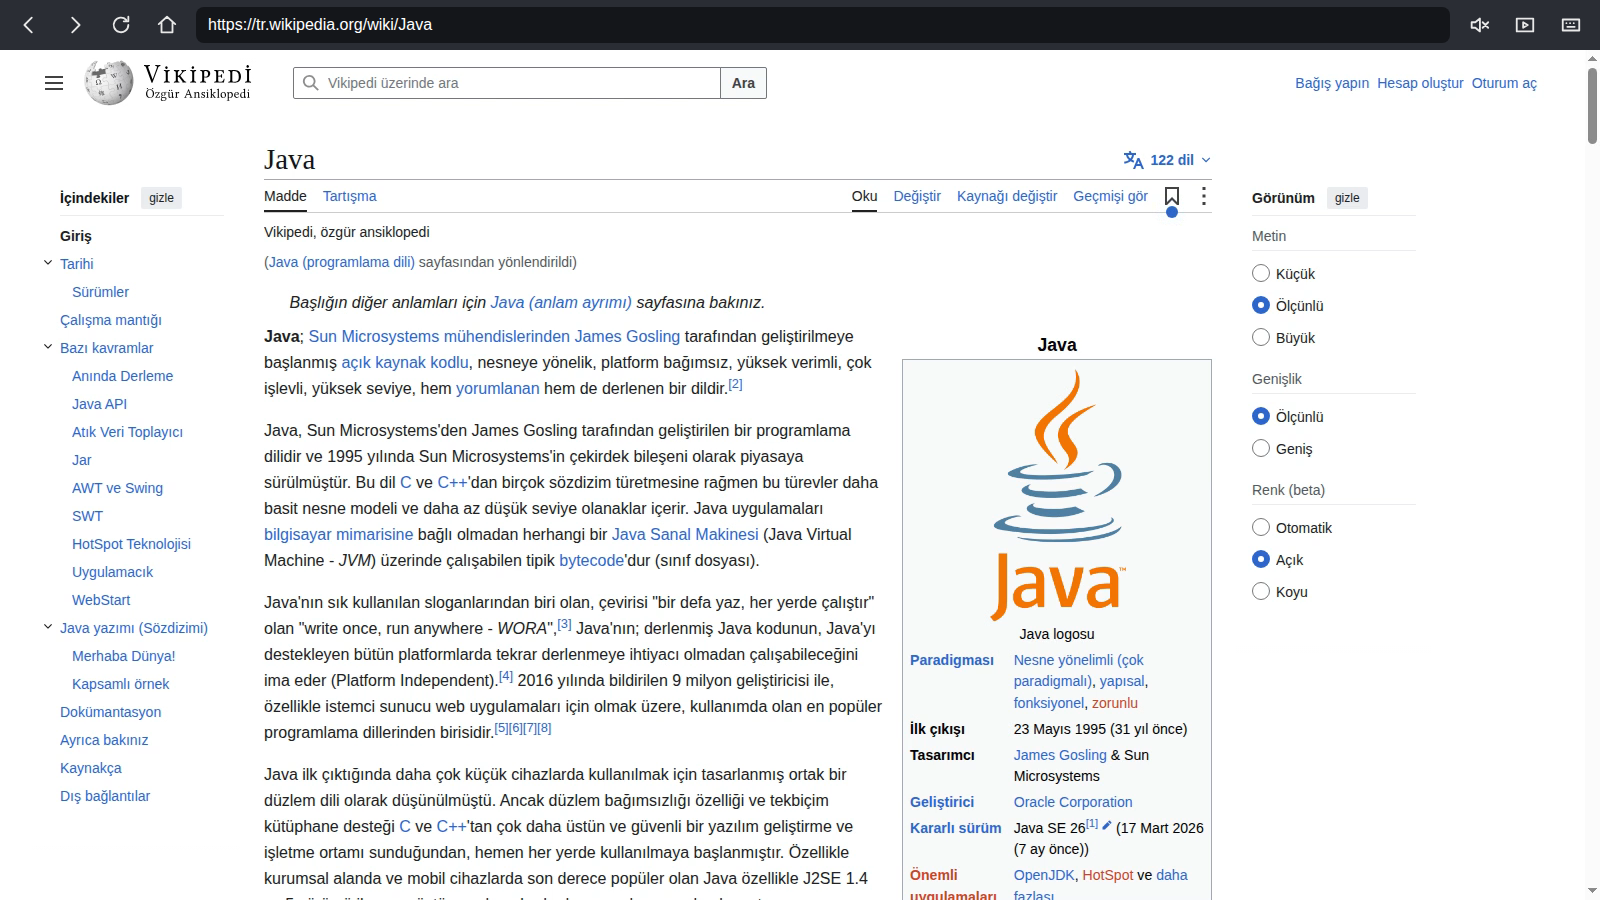 https://tr.wikipedia.org/wiki/Java
VİKİPEDİ
Özgür Ansiklopedi
Vikipedi üzerinde ara
Ara
Bağış yapın Hesap oluştur Oturum aç
Java
122 dil
Madde Tartışma
Oku Değiştir Kaynağı değiştir Geçmişi gör
İçindekiler gizle
Giriş
Tarihi
Sürümler
Çalışma mantığı
Bazı kavramlar
Anında Derleme
Java API
Atık Veri Toplayıcı
Jar
AWT ve Swing
SWT
HotSpot Teknolojisi
Uygulamacık
WebStart
Java yazımı (Sözdizimi)
Merhaba Dünya!
Kapsamlı örnek
Dokümantasyon
Ayrıca bakınız
Kaynakça
Dış bağlantılar
Vikipedi, özgür ansiklopedi
(Java (programlama dili) sayfasından yönlendirildi)
Başlığın diğer anlamları için Java (anlam ayrımı) sayfasına bakınız.
Java; Sun Microsystems mühendislerinden James Gosling tarafından geliştirilmeye
başlanmış açık kaynak kodlu, nesneye yönelik, platform bağımsız, yüksek verimli, çok
işlevli, yüksek seviye, hem yorumlanan hem de derlenen bir dildir.[2]
Java, Sun Microsystems'den James Gosling tarafından geliştirilen bir programlama
dilidir ve 1995 yılında Sun Microsystems'in çekirdek bileşeni olarak piyasaya
sürülmüştür. Bu dil C ve C++'dan birçok sözdizim türetmesine rağmen bu türevler daha
basit nesne modeli ve daha az düşük seviye olanaklar içerir. Java uygulamaları
bilgisayar mimarisine bağlı olmadan herhangi bir Java Sanal Makinesi (Java Virtual
Machine - JVM) üzerinde çalışabilen tipik bytecode'dur (sınıf dosyası).
Java'nın sık kullanılan sloganlarından biri olan, çevirisi "bir defa yaz, her yerde çalıştır"
olan "write once, run anywhere - WORA",[3] Java'nın; derlenmiş Java kodunun, Java'yı
destekleyen bütün platformlarda tekrar derlenmeye ihtiyacı olmadan çalışabileceğini
ima eder (Platform Independent).[4] 2016 yılında bildirilen 9 milyon geliştiricisi ile,
özellikle istemci sunucu web uygulamaları için olmak üzere, kullanımda olan en popüler
programlama dillerinden birisidir.[5][6][7][8]
Java ilk çıktığında daha çok küçük cihazlarda kullanılmak için tasarlanmış ortak bir
düzlem dili olarak düşünülmüştü. Ancak düzlem bağımsızlığı özelliği ve tekbiçim
kütüphane desteği C ve C++'tan çok daha üstün ve güvenli bir yazılım geliştirme ve
işletme ortamı sunduğundan, hemen her yerde kullanılmaya başlanmıştır. Özellikle
kurumsal alanda ve mobil cihazlarda son derece popüler olan Java özellikle J2SE 1.4
Java
Java™
Java logosu
Paradigması Nesne yönelimli (çok
paradigmalı), yapısal,
fonksiyonel, zorunlu
İlk çıkışı 23 Mayıs 1995 (31 yıl önce)
Tasarımcı James Gosling & Sun
Microsystems
Geliştirici Oracle Corporation
Kararlı sürüm Java SE 26[1] (17 Mart 2026
(7 ay önce))
Önemli OpenJDK, HotSpot ve daha
uygulamaları fazlası
Görünüm gizle
Metin
Küçük
Ölçünlü
Büyük
Genişlik
Ölçünlü
Geniş
Renk (beta)
Otomatik
Açık
Koyu